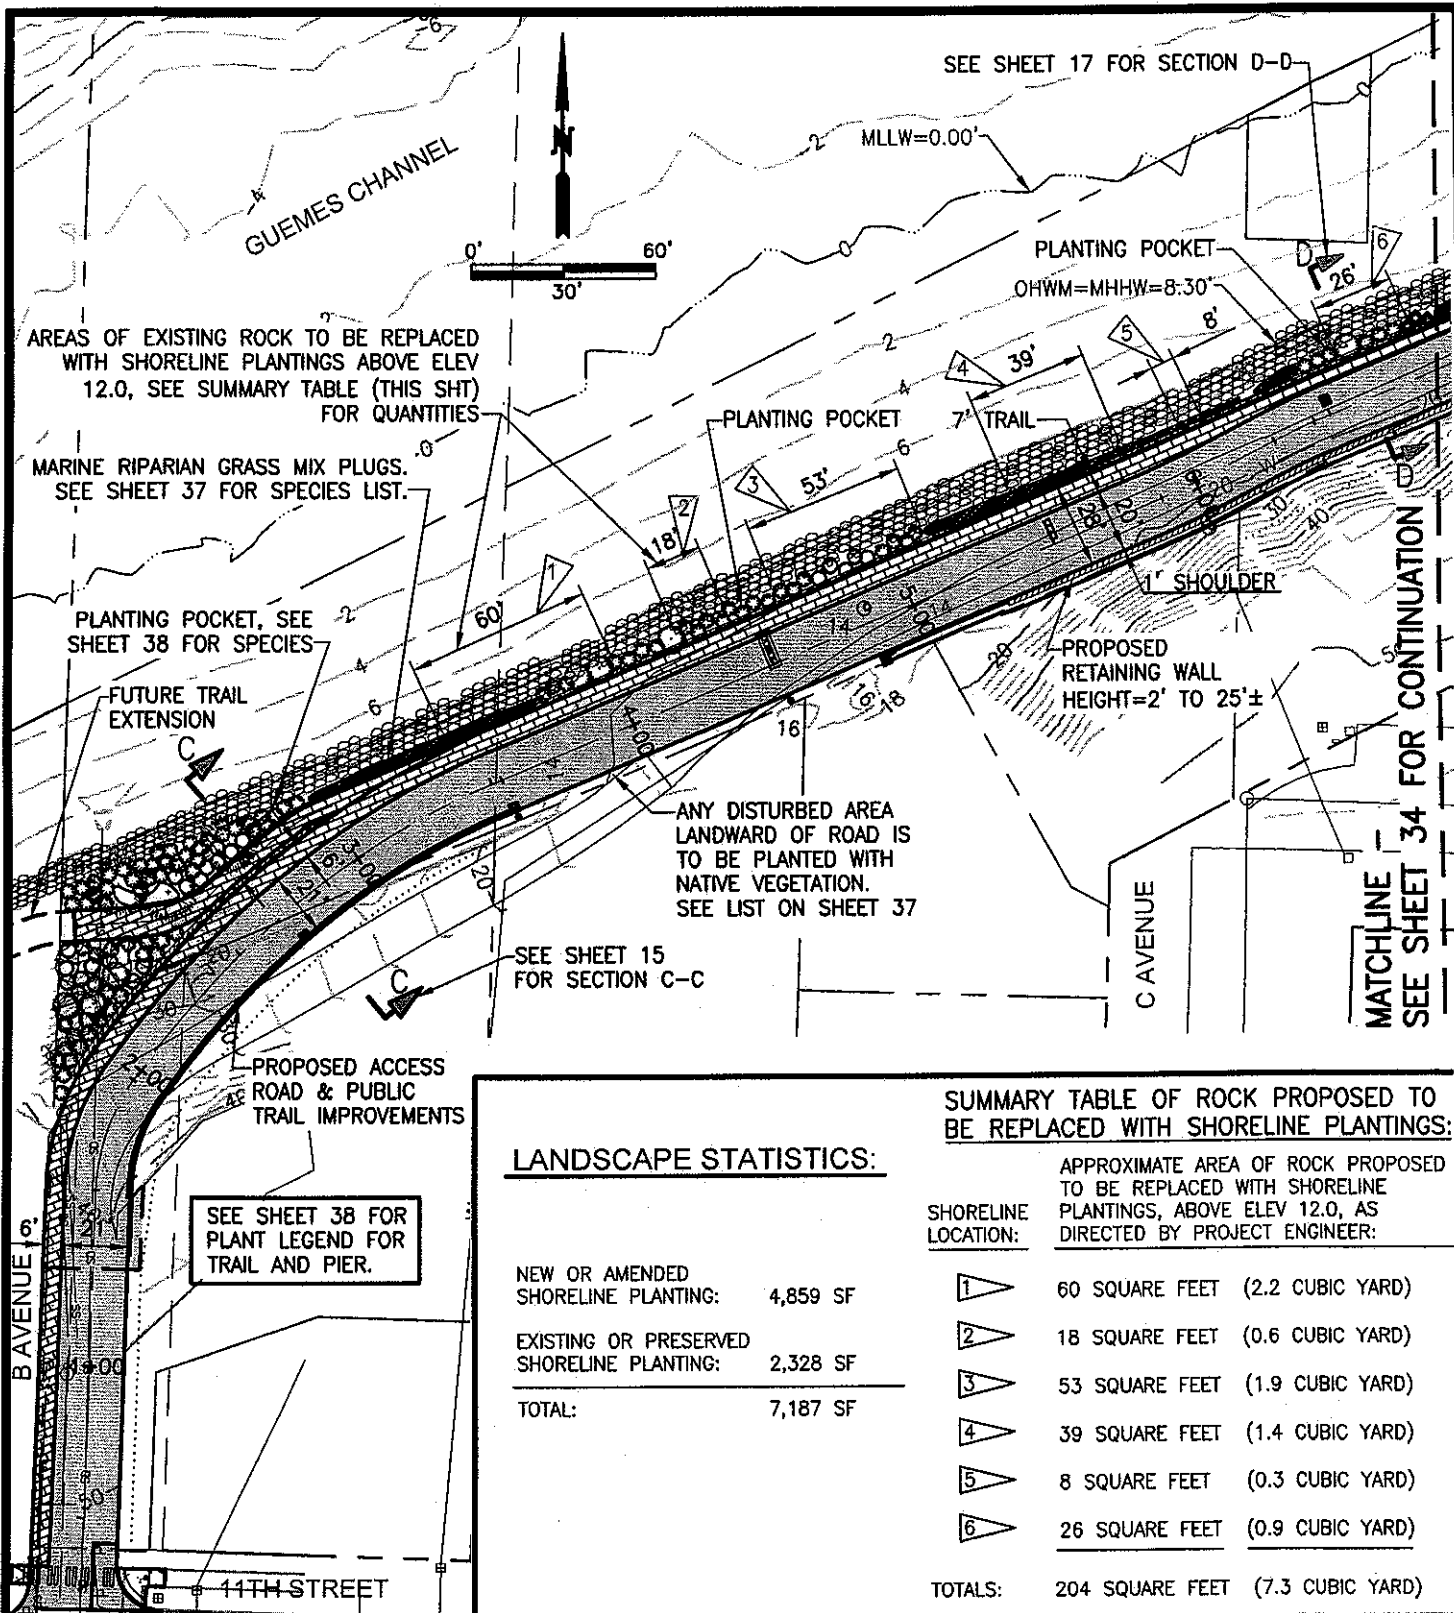 SEE SHEET 17 FOR SECTION D-D
MLLW=0.00'
GUEMES CHANNEL
N
0'
60'
30'
PLANTING POCKET
OHWM=MHHW=8.30'
AREAS OF EXISTING ROCK TO BE REPLACED
WITH SHORELINE PLANTINGS ABOVE ELEV
12.0, SEE SUMMARY TABLE (THIS SHT)
FOR QUANTITIES
MARINE RIPARIAN GRASS MIX PLUGS.
SEE SHEET 37 FOR SPECIES LIST.
PLANTING POCKET
7' TRAIL
1
60'
2
18'
3
53'
4
39'
5
8'
6
26'
D
D
PLANTING POCKET, SEE
SHEET 38 FOR SPECIES
FUTURE TRAIL
EXTENSION
C
C
1' SHOULDER
PROPOSED
RETAINING WALL
HEIGHT=2' TO 25'±
ANY DISTURBED AREA
LANDWARD OF ROAD IS
TO BE PLANTED WITH
NATIVE VEGETATION.
SEE LIST ON SHEET 37
SEE SHEET 15
FOR SECTION C-C
C AVENUE
MATCHLINE -
SEE SHEET 34 FOR CONTINUATION
PROPOSED ACCESS
ROAD & PUBLIC
TRAIL IMPROVEMENTS
SEE SHEET 38 FOR
PLANT LEGEND FOR
TRAIL AND PIER.
6'
21'
B AVENUE
1+00
2+00
3+00
4+00
5+00
11TH STREET
LANDSCAPE STATISTICS:
NEW OR AMENDED
SHORELINE PLANTING: 4,859 SF
EXISTING OR PRESERVED
SHORELINE PLANTING: 2,328 SF
TOTAL: 7,187 SF
SUMMARY TABLE OF ROCK PROPOSED TO
BE REPLACED WITH SHORELINE PLANTINGS:
SHORELINE
LOCATION:
APPROXIMATE AREA OF ROCK PROPOSED
TO BE REPLACED WITH SHORELINE
PLANTINGS, ABOVE ELEV 12.0, AS
DIRECTED BY PROJECT ENGINEER:
1 60 SQUARE FEET (2.2 CUBIC YARD)
2 18 SQUARE FEET (0.6 CUBIC YARD)
3 53 SQUARE FEET (1.9 CUBIC YARD)
4 39 SQUARE FEET (1.4 CUBIC YARD)
5 8 SQUARE FEET (0.3 CUBIC YARD)
6 26 SQUARE FEET (0.9 CUBIC YARD)
TOTALS: 204 SQUARE FEET (7.3 CUBIC YARD)